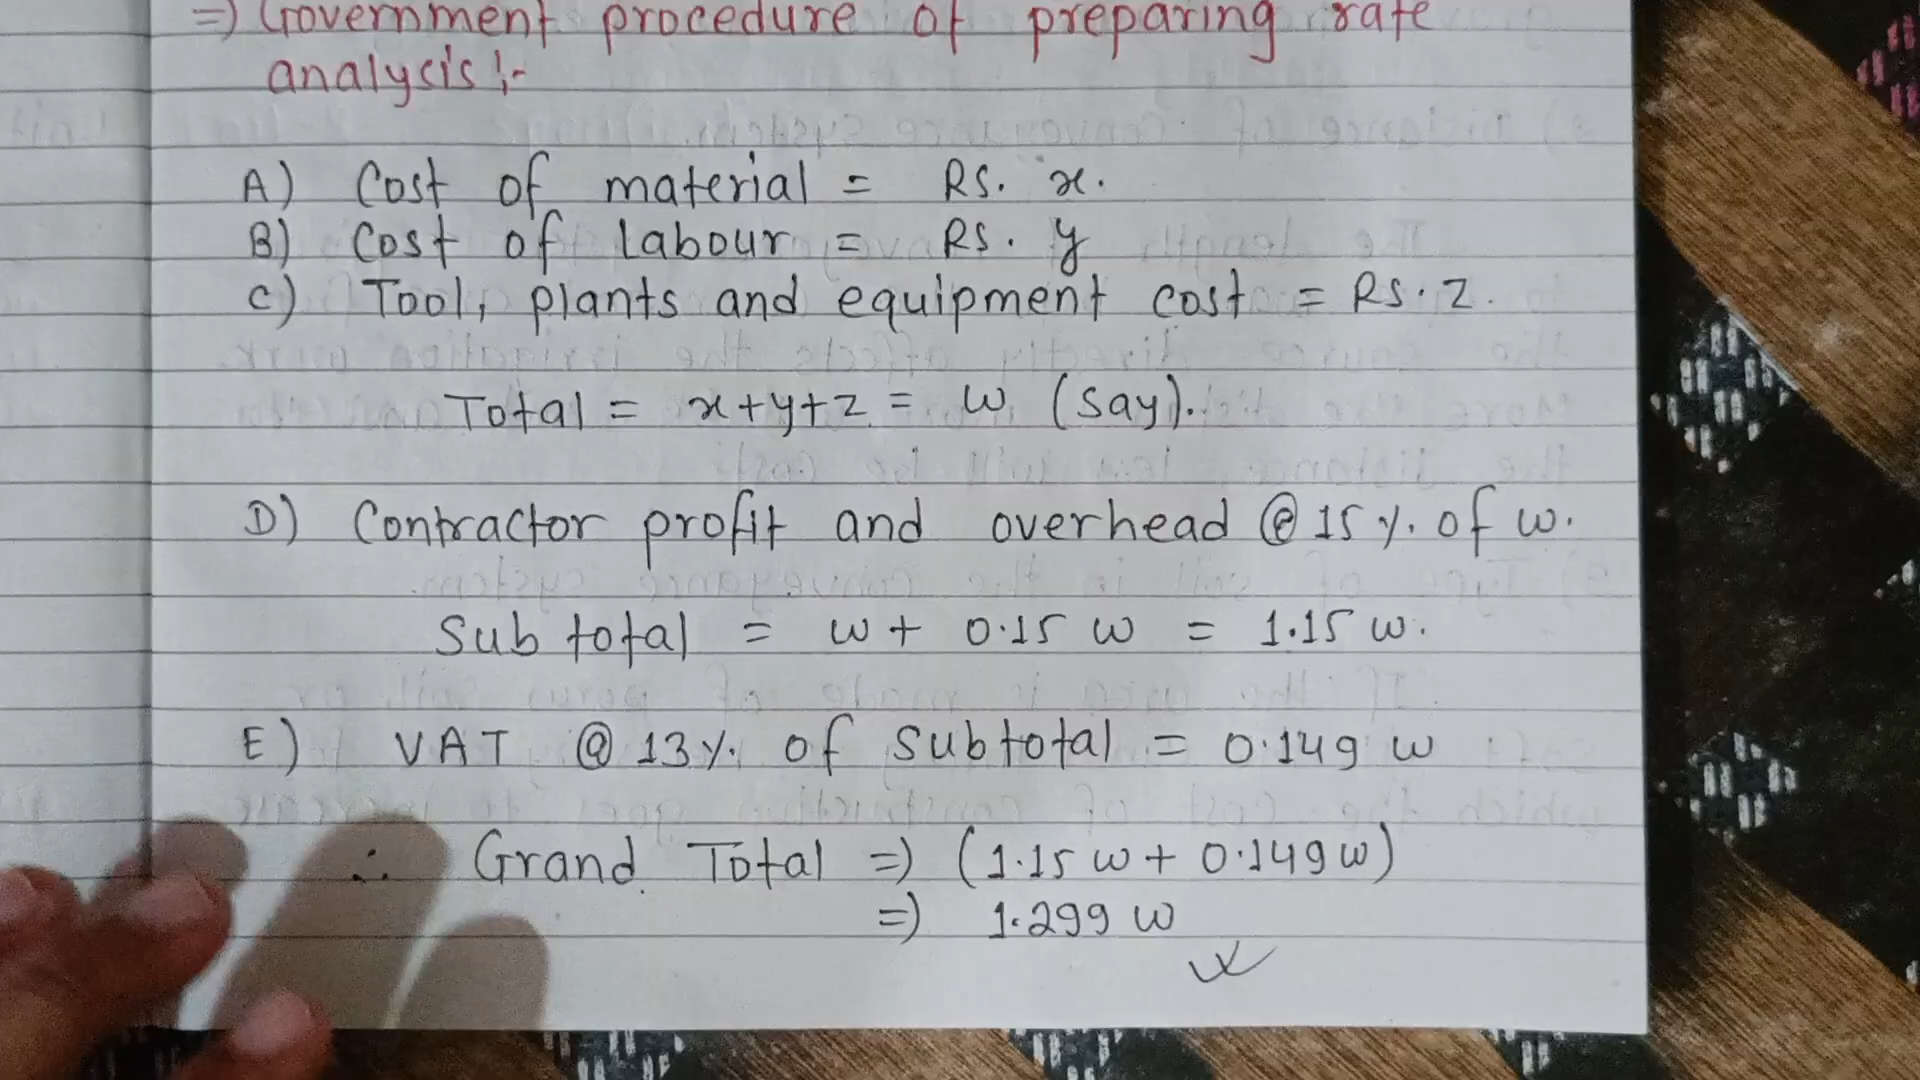 =) Government procedure of preparing rate
analysis :-
A) Cost of material = RS. x.
B) Cost of Labour = RS. y
C) Tool, plants and equipment cost = RS. z.
Total = x+y+z = w (say).
D) Contractor profit and overhead @ 15 %. of w.
Sub total = w + 0.15 w = 1.15 w.
E) VAT @ 13 %. of subtotal = 0.149 w
∴ Grand Total =) (1.15 w + 0.149 w)
=) 1.299 w